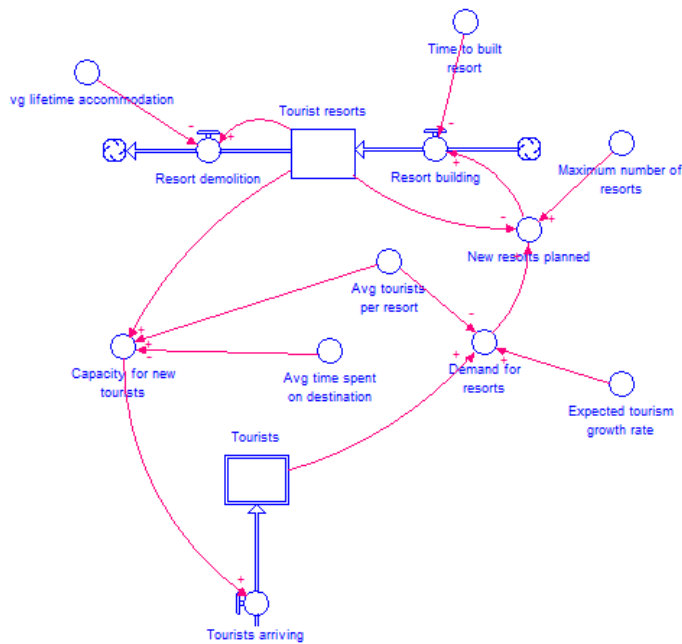 Time to built
resort
vg lifetime accommodation
Tourist resorts
-
+
-
+
Resort demolition
Resort building
Maximum number of
resorts
-
+
New resorts planned
Avg tourists
per resort
-
+
+
-
+
+
Capacity for new
tourists
Avg time spent
on destination
Demand for
resorts
Expected tourism
growth rate
Tourists
+
Tourists arriving